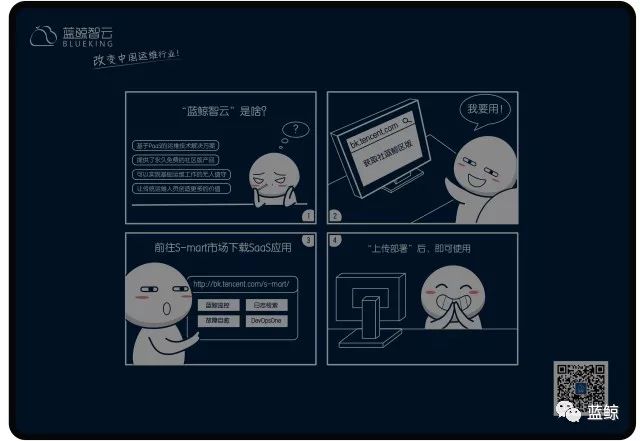 蓝鲸智云
BLUEKING
改变中国运维行业!
“蓝鲸智云”是啥?
?
基于PaaS的运维技术解决方案
提供了永久免费的社区版产品
可以实现基础运维工作的无人值守
让传统运维人员创造更多的价值
1
我要用!
bk.tencent.com
获取社蓝鲸区版
2
前往S-mart市场下载SaaS应用
3
http://bk.tencent.com/s-mart/
蓝鲸监控
日志检索
故障自愈
DevOpsOne
4
“上传部署”后、即可使用
蓝鲸